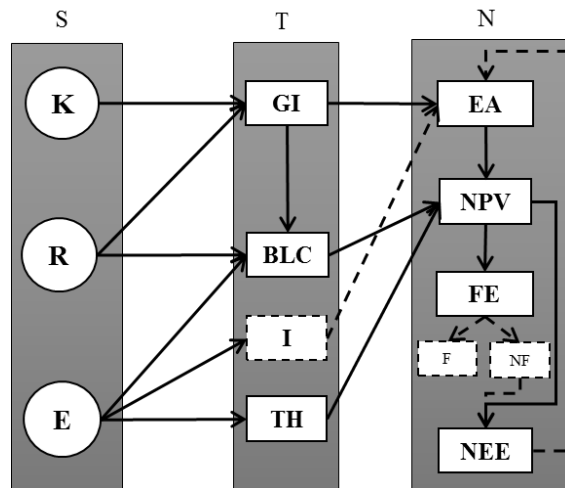 S T N
K GI EA
NPV
R BLC
FE
I F NF
E TH
NEE